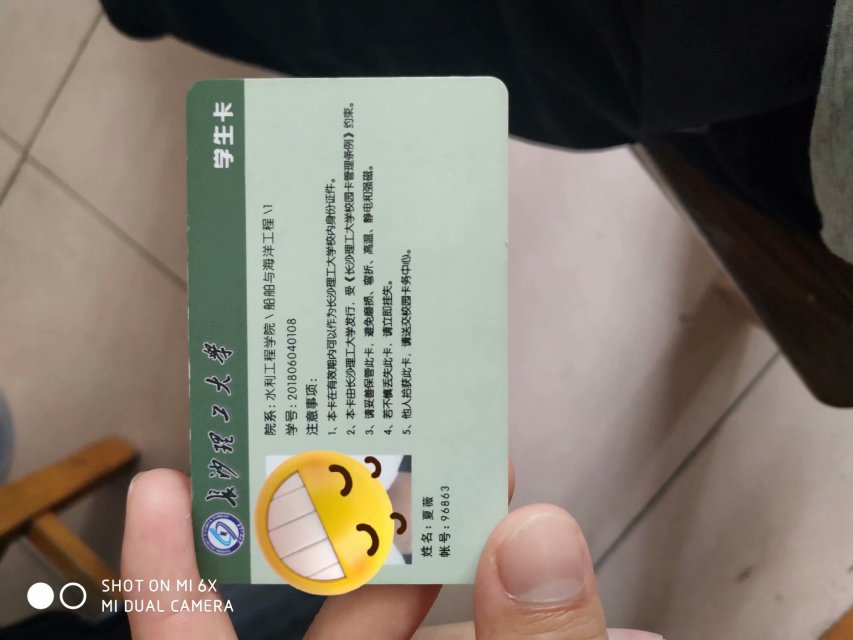 长沙理工大学 学生卡
院系: 水利工程学院 \ 船舶与海洋工程 \1
学号: 201806040108
注意事项:
1、本卡在有效期内可以作为长沙理工大学校内身份证件。
2、本卡由长沙理工大学发行,受《长沙理工大学校园卡管理条例》约束。
3、请妥善保管此卡,避免磨损、弯折、高温、静电和强磁。
4、若不慎丢失此卡,请立即挂失。
5、他人拾获此卡,请送交校园卡务中心。
姓名: 夏薇
帐号: 96863
SHOT ON MI 6X
MI DUAL CAMERA